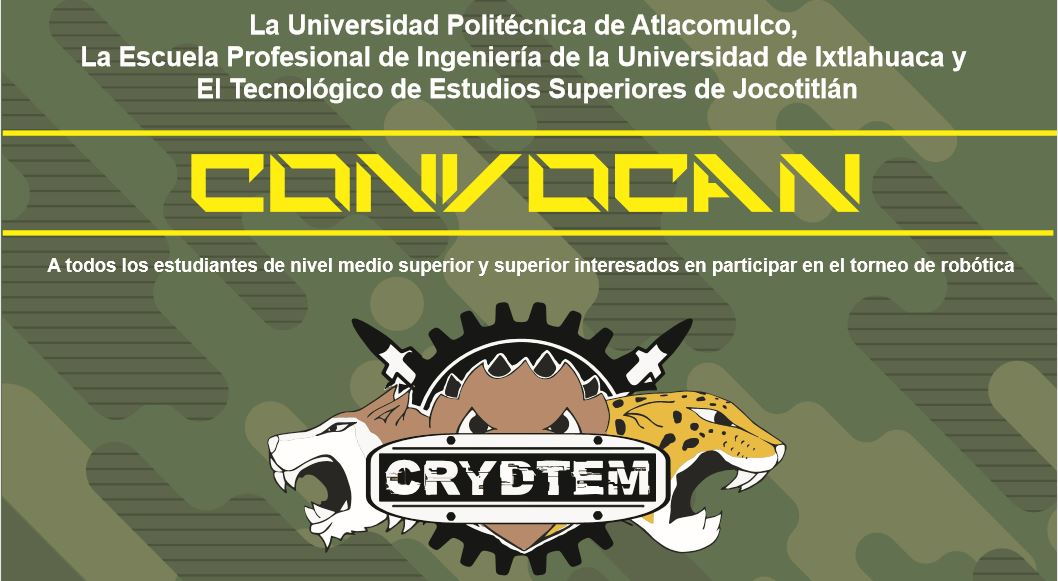 La Universidad Politécnica de Atlacomulco,
La Escuela Profesional de Ingeniería de la Universidad de Ixtlahuaca y
El Tecnológico de Estudios Superiores de Jocotitlán
CONVOCAN
A todos los estudiantes de nivel medio superior y superior interesados en participar en el torneo de robótica
CRYDTEM